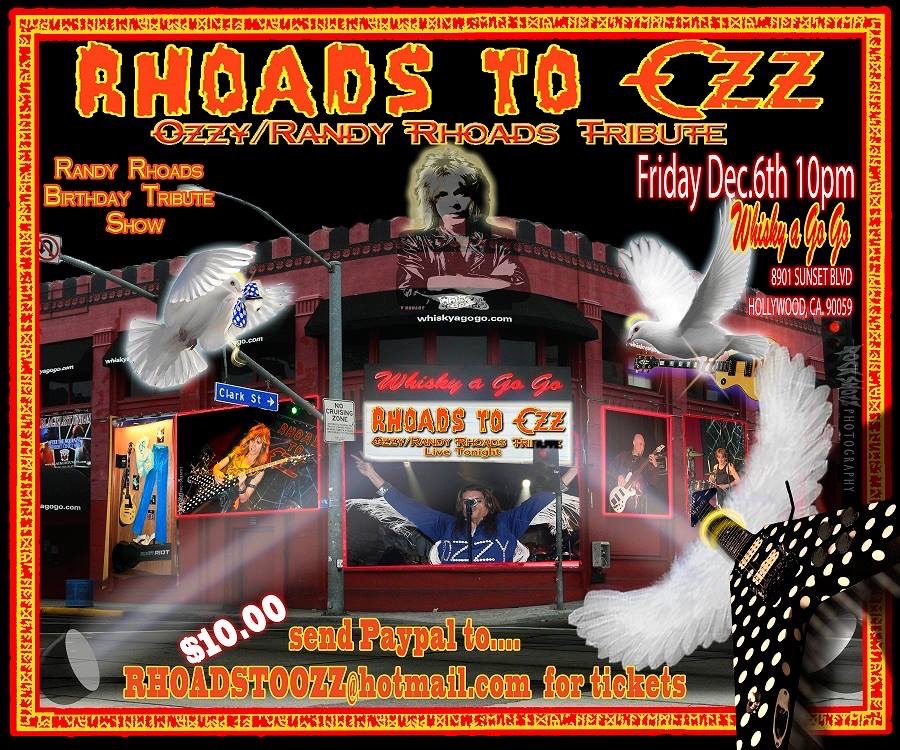 RHOADS TO OZZ
OZZY/RANDY RHOADS TRIBUTE
RANDY RHOADS
BIRTHDAY TRIBUTE
SHOW
Friday Dec.6th 10pm
Whisky a Go Go
8901 SUNSET BLVD
HOLLYWOOD, CA. 90059
whiskyagogo.com
Clark St →
NO
CRUISING
ZONE
Whisky a Go Go
RHOADS TO OZZ
OZZY/RANDY RHOADS TRIBUTE
Live Tonight
OZZY
RIOT
PHOTOGRAPHY
$10.00
send Paypal to....
RHOADSTOOZZ@hotmail.com for tickets